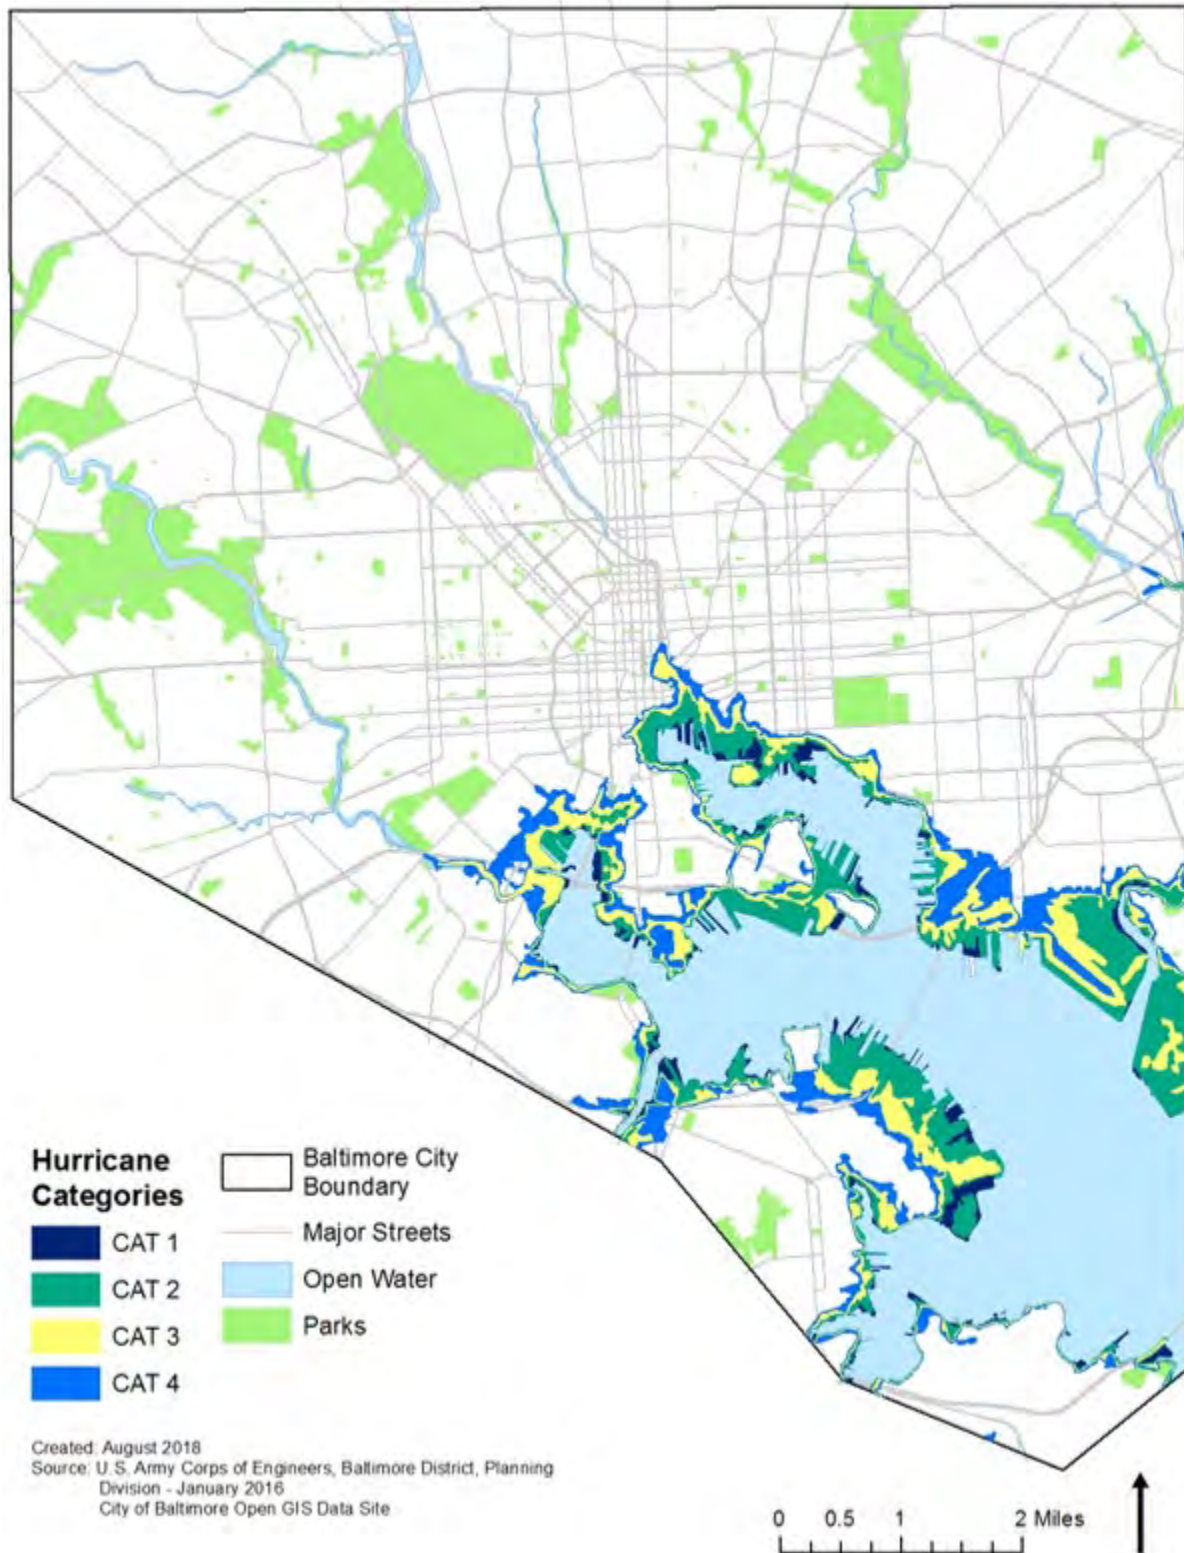 Hurricane
Categories
CAT 1
CAT 2
CAT 3
CAT 4
Baltimore City
Boundary
Major Streets
Open Water
Parks
Created: August 2018
Source: U.S. Army Corps of Engineers, Baltimore District, Planning
Division - January 2016
City of Baltimore Open GIS Data Site
0 0.5 1 2 Miles